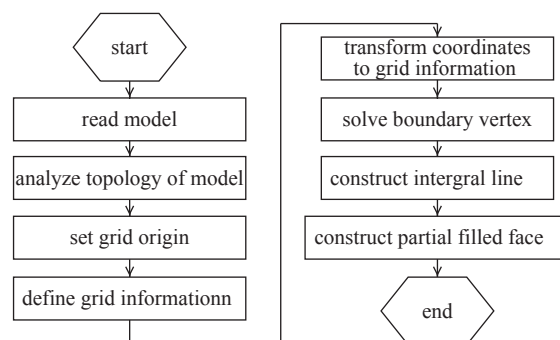 start
read model
analyze topology of model
set grid origin
define grid informationn
transform coordinates
to grid information
solve boundary vertex
construct intergral line
construct partial filled face
end